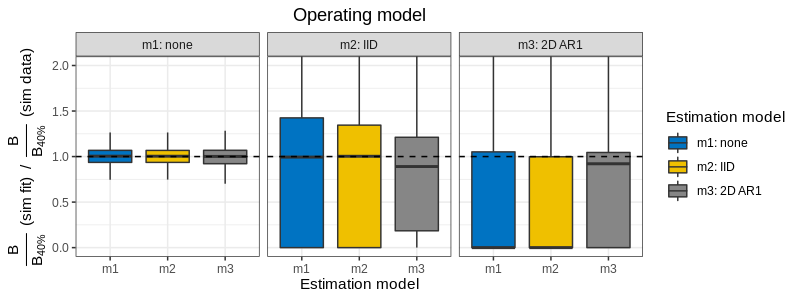 Operating model
m1: none
m2: IID
m3: 2D AR1
B
B40%
(sim fit) /
B
B40%
(sim data)
2.0
1.5
1.0
0.5
0.0
m1
m2
m3
m1
m2
m3
m1
m2
m3
Estimation model
Estimation model
m1: none
m2: IID
m3: 2D AR1